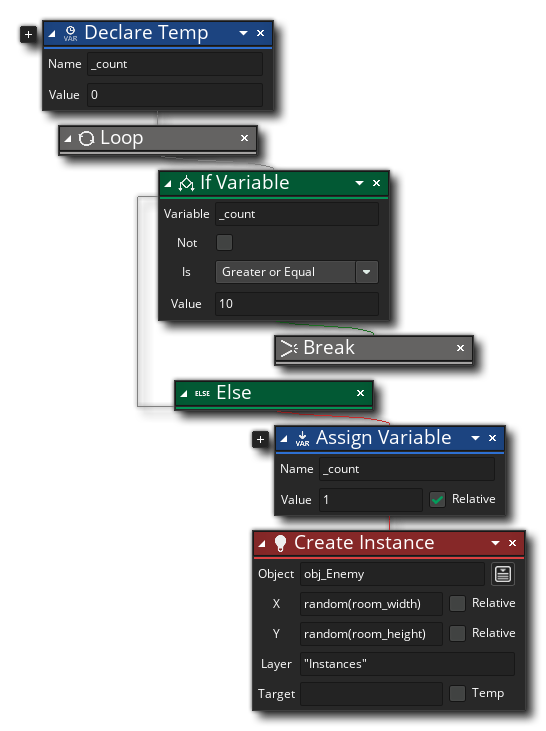 Declare Temp
VAR
Name _count
Value 0
Loop
If Variable
Variable _count
Not
Is Greater or Equal
Value 10
Break
ELSE Else
Assign Variable
VAR
Name _count
Value 1 Relative
Create Instance
Object obj_Enemy
X random(room_width) Relative
Y random(room_height) Relative
Layer "Instances"
Target Temp